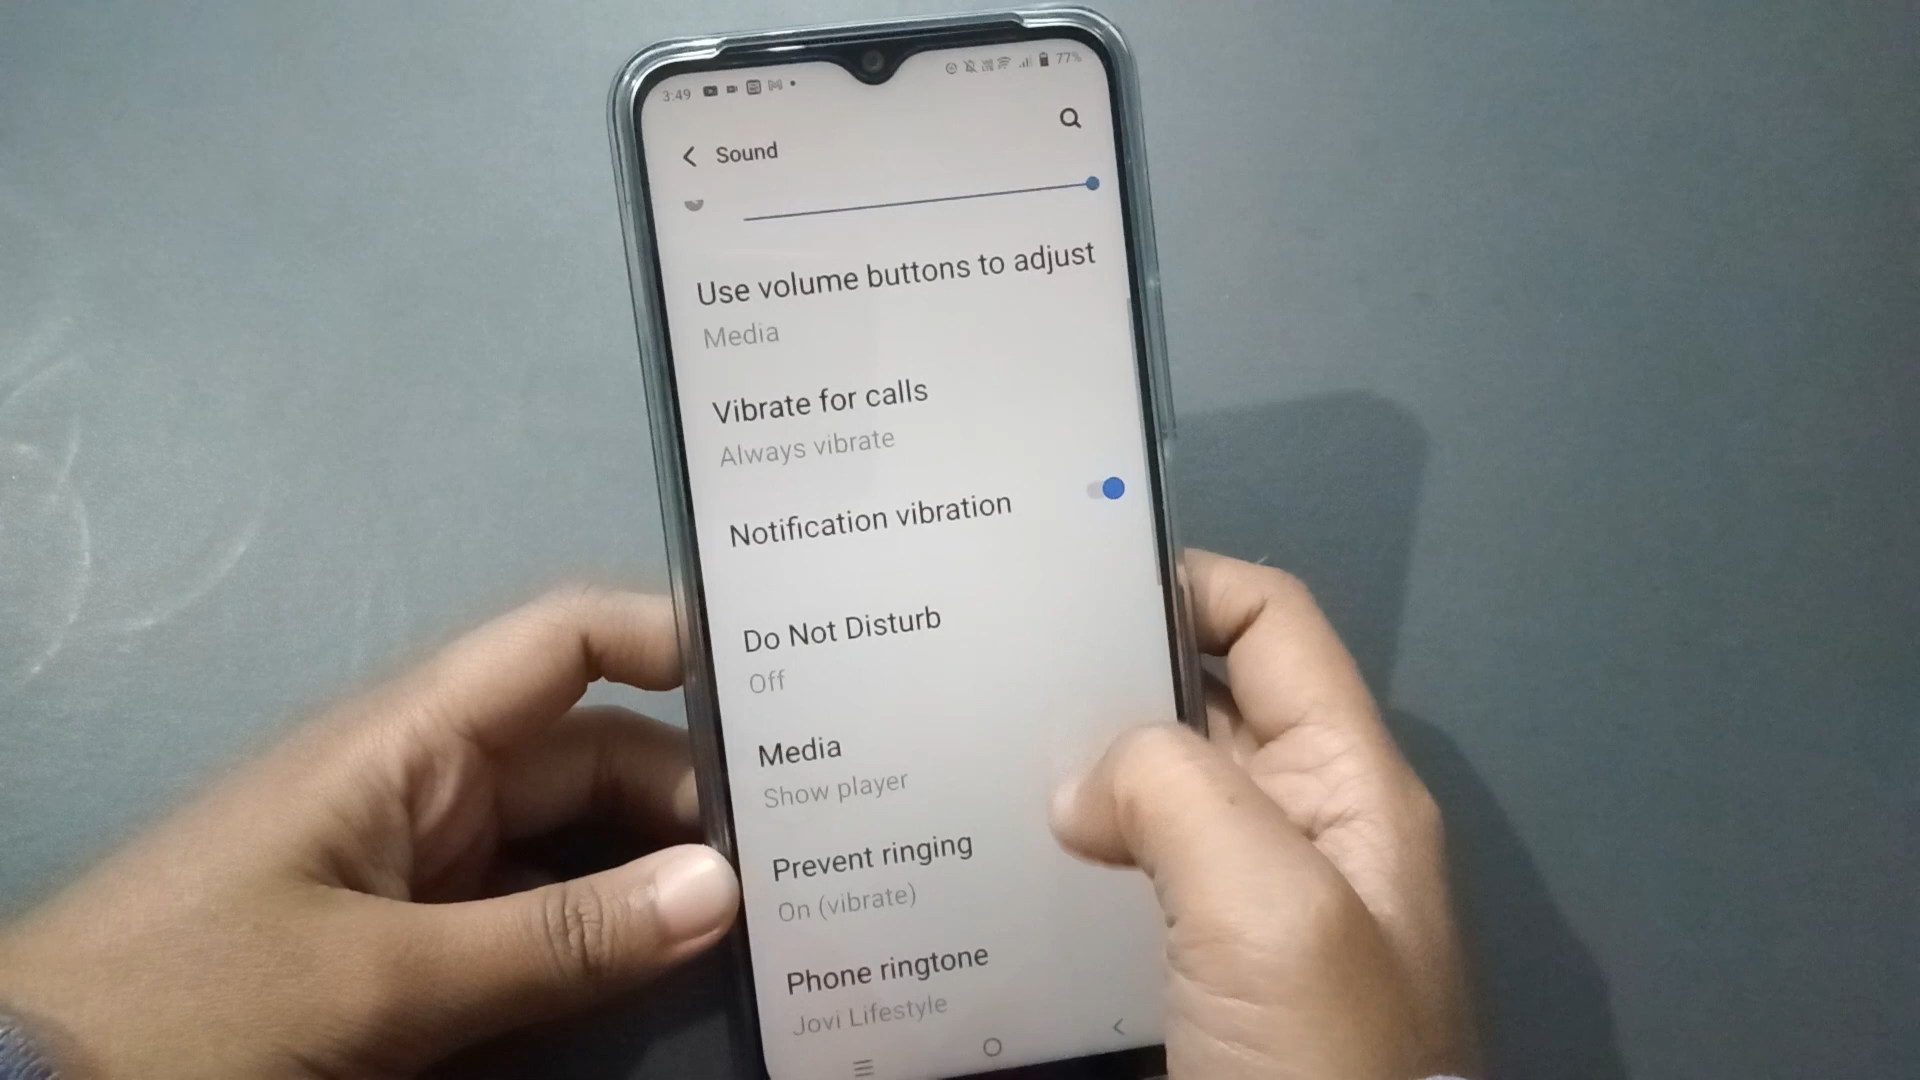 3:49 77%
Sound
Use volume buttons to adjust
Media
Vibrate for calls
Always vibrate
Notification vibration
Do Not Disturb
Off
Media
Show player
Prevent ringing
On (vibrate)
Phone ringtone
Jovi Lifestyle